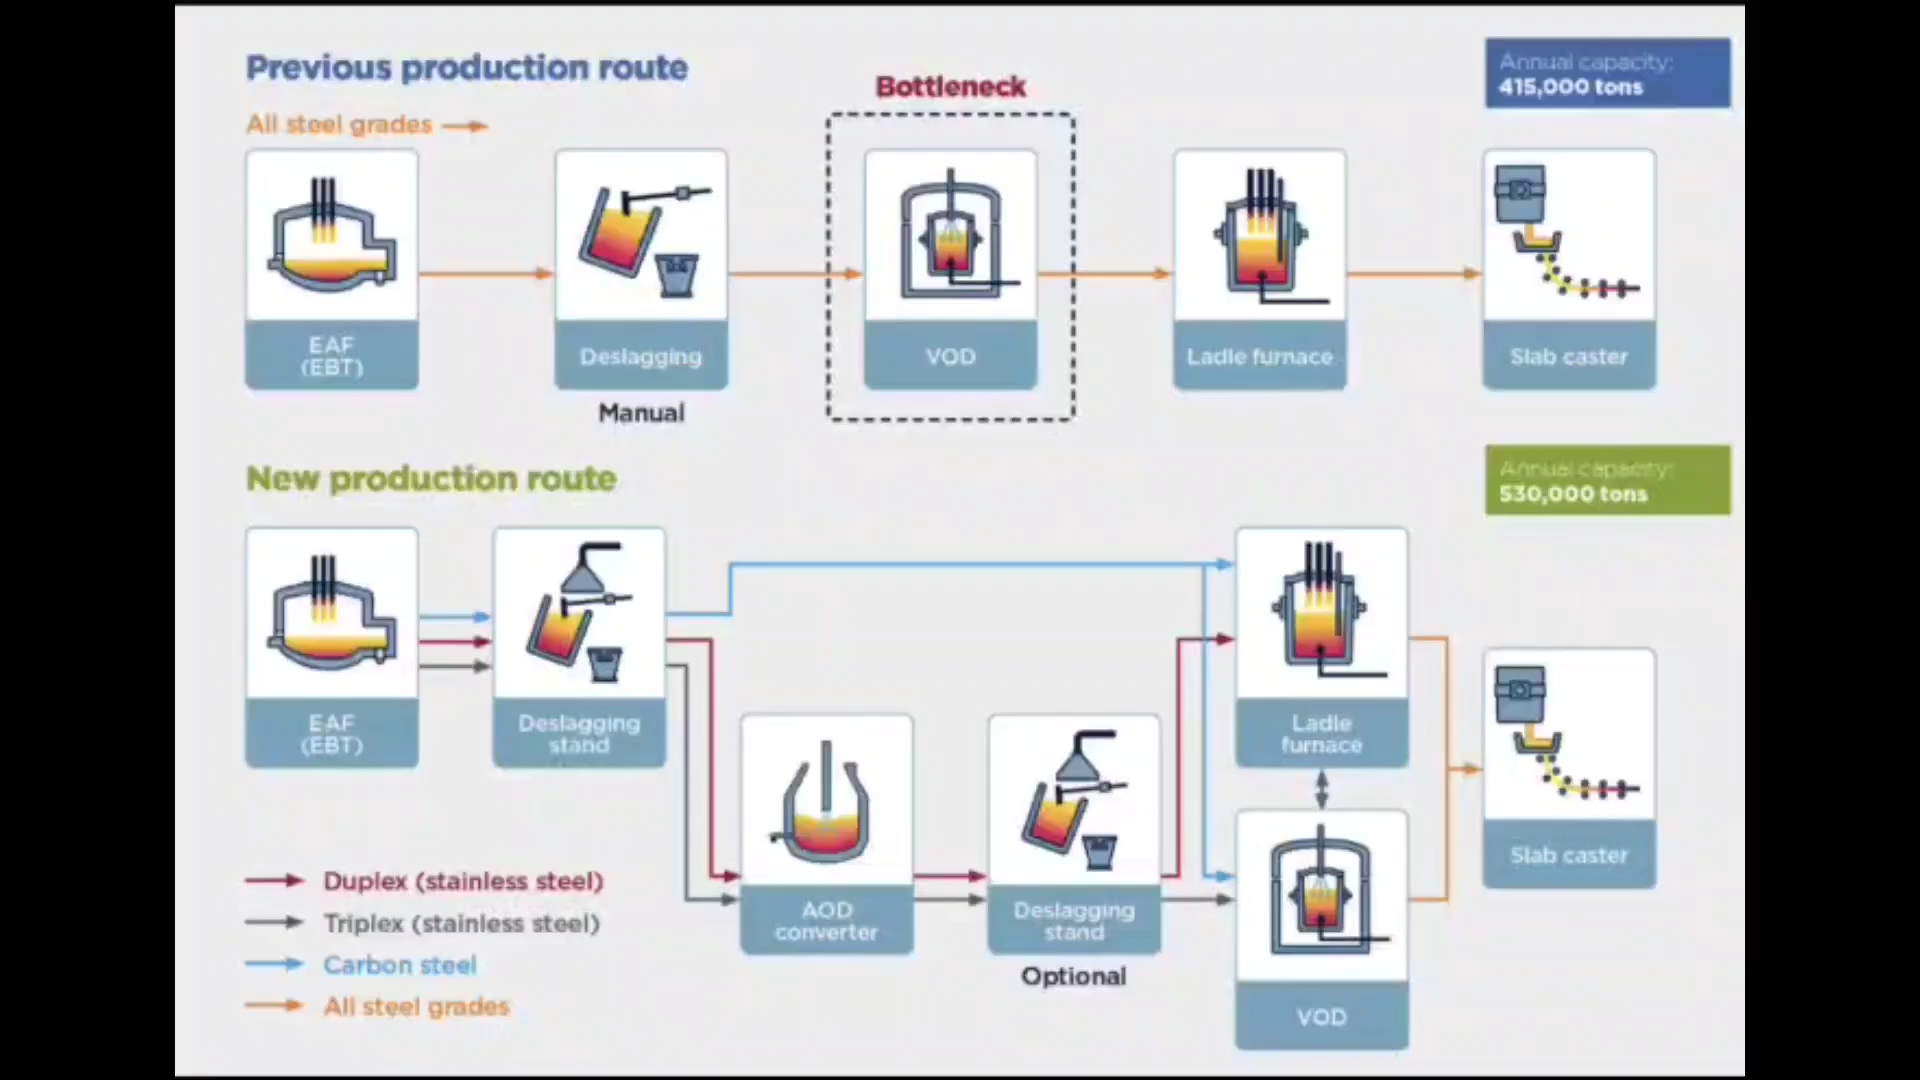 Previous production route
Annual capacity:
415,000 tons
Bottleneck
All steel grades
EAF
(EBT)
Deslagging
VOD
Ladle furnace
Slab caster
Manual
New production route
Annual capacity:
530,000 tons
EAF
(EBT)
Deslagging
stand
Ladle
furnace
AOD
converter
Deslagging
stand
Optional
Slab caster
VOD
Duplex (stainless steel)
Triplex (stainless steel)
Carbon steel
All steel grades